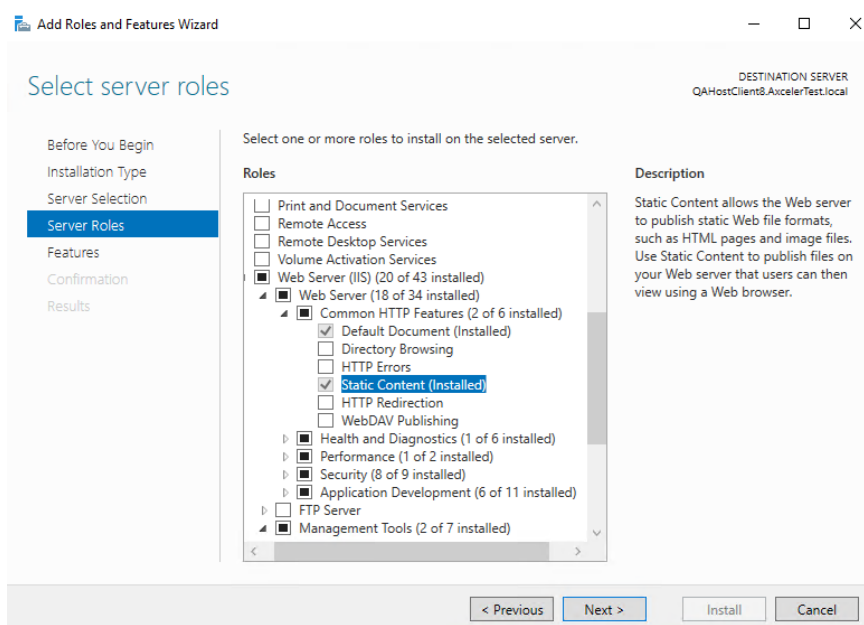 Add Roles and Features Wizard
Select server roles
DESTINATION SERVER
QAHostClient8.AxcelerTest.local
Before You Begin
Installation Type
Server Selection
Server Roles
Features
Confirmation
Results
Select one or more roles to install on the selected server.
Roles
Print and Document Services
Remote Access
Remote Desktop Services
Volume Activation Services
Web Server (IIS) (20 of 43 installed)
Web Server (18 of 34 installed)
Common HTTP Features (2 of 6 installed)
Default Document (Installed)
Directory Browsing
HTTP Errors
Static Content (Installed)
HTTP Redirection
WebDAV Publishing
Health and Diagnostics (1 of 6 installed)
Performance (1 of 2 installed)
Security (8 of 9 installed)
Application Development (6 of 11 installed)
FTP Server
Management Tools (2 of 7 installed)
Description
Static Content allows the Web server
to publish static Web file formats,
such as HTML pages and image files.
Use Static Content to publish files on
your Web server that users can then
view using a Web browser.
< Previous
Next >
Install
Cancel